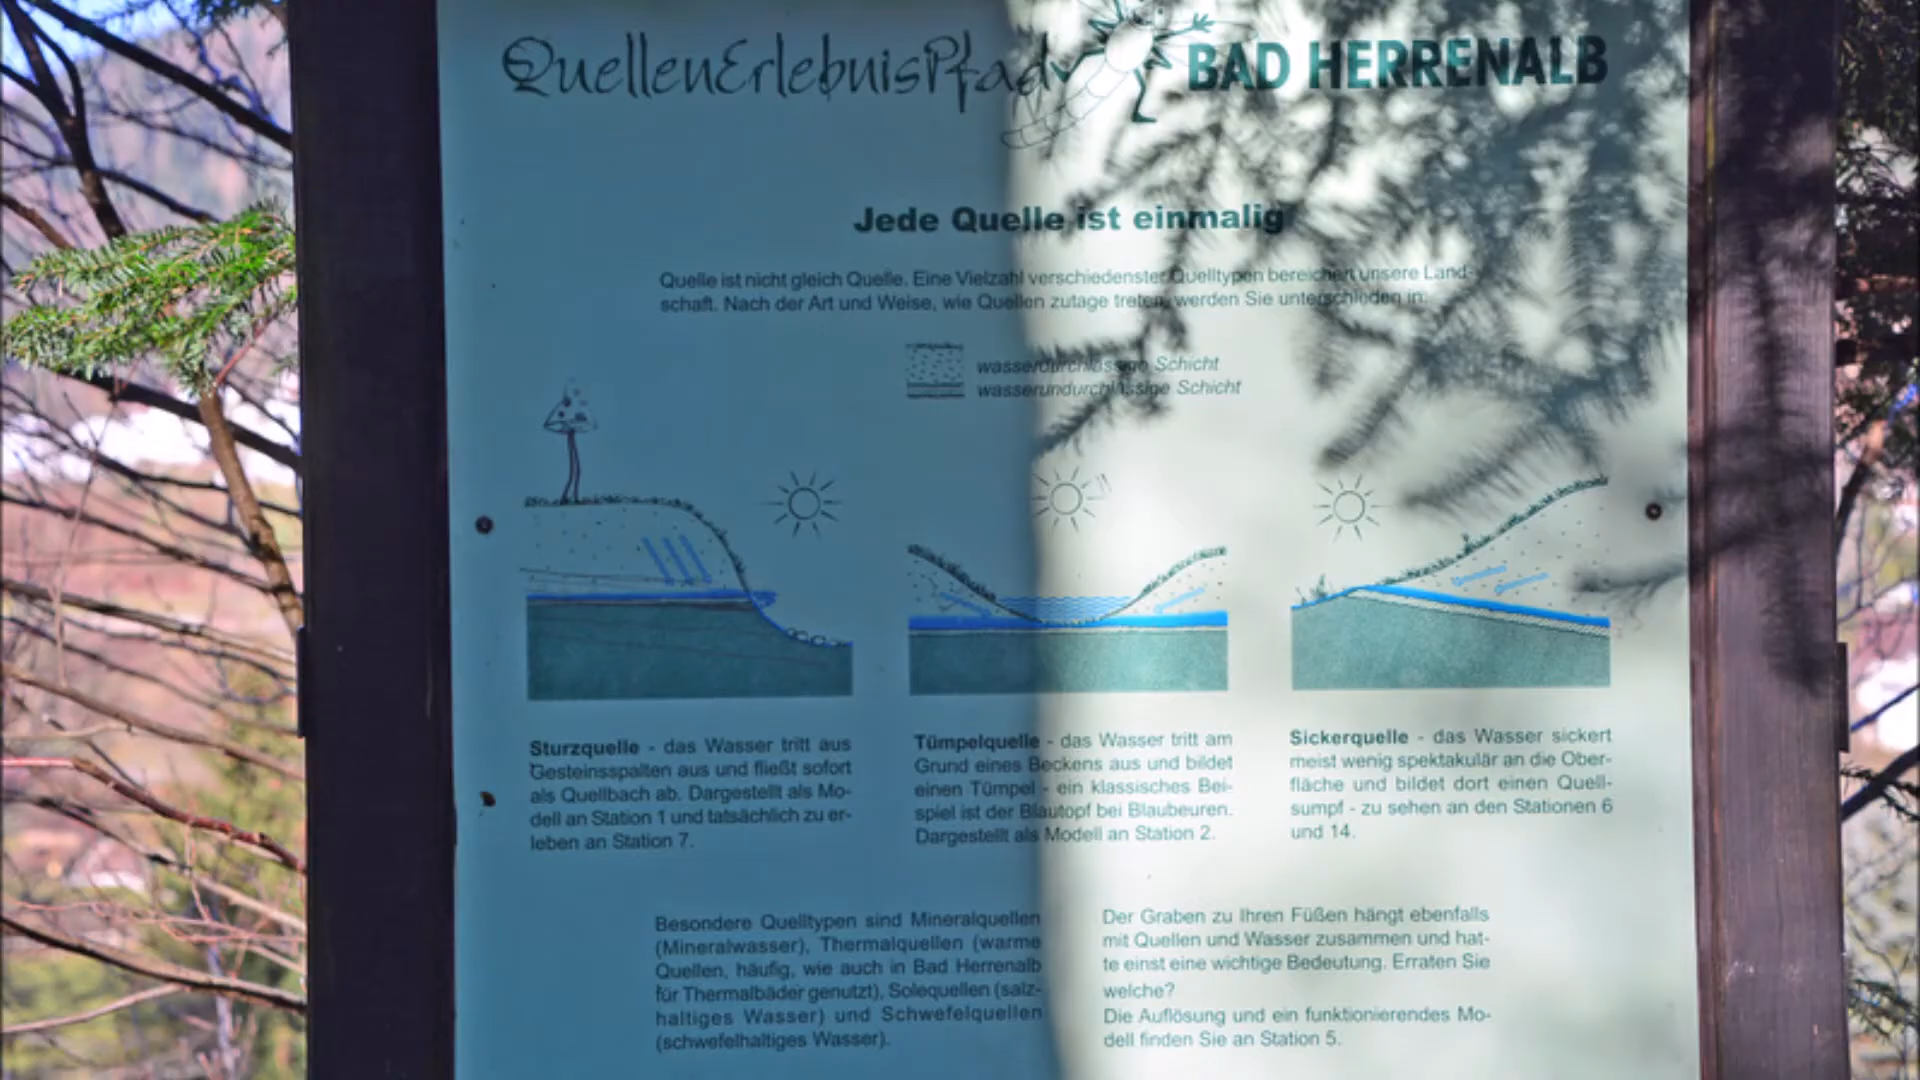 QuellenErlebnisPfad BAD HERRENALB
Jede Quelle ist einmalig
Quelle ist nicht gleich Quelle. Eine Vielzahl verschiedenster Quelltypen bereichert unsere Land-
schaft. Nach der Art und Weise, wie Quellen zutage treten, werden Sie unterschieden in:
wasserdurchlässige Schicht
wasserundurchlässige Schicht
Sturzquelle - das Wasser tritt aus
Gesteinsspalten aus und fließt sofort
als Quellbach ab. Dargestellt als Mo-
dell an Station 1 und tatsächlich zu er-
leben an Station 7.
Tümpelquelle - das Wasser tritt am
Grund eines Beckens aus und bildet
einen Tümpel - ein klassisches Bei-
spiel ist der Blautopf bei Blaubeuren.
Dargestellt als Modell an Station 2.
Sickerquelle - das Wasser sickert
meist wenig spektakulär an die Ober-
fläche und bildet dort einen Quell-
sumpf - zu sehen an den Stationen 6
und 14.
Besondere Quelltypen sind Mineralquellen
(Mineralwasser), Thermalquellen (warme
Quellen, häufig, wie auch in Bad Herrenalb
für Thermalbäder genutzt), Solequellen (salz-
haltiges Wasser) und Schwefelquellen
(schwefelhaltiges Wasser).
Der Graben zu Ihren Füßen hängt ebenfalls
mit Quellen und Wasser zusammen und hat-
te einst eine wichtige Bedeutung. Erraten Sie
welche?
Die Auflösung und ein funktionierendes Mo-
dell finden Sie an Station 5.